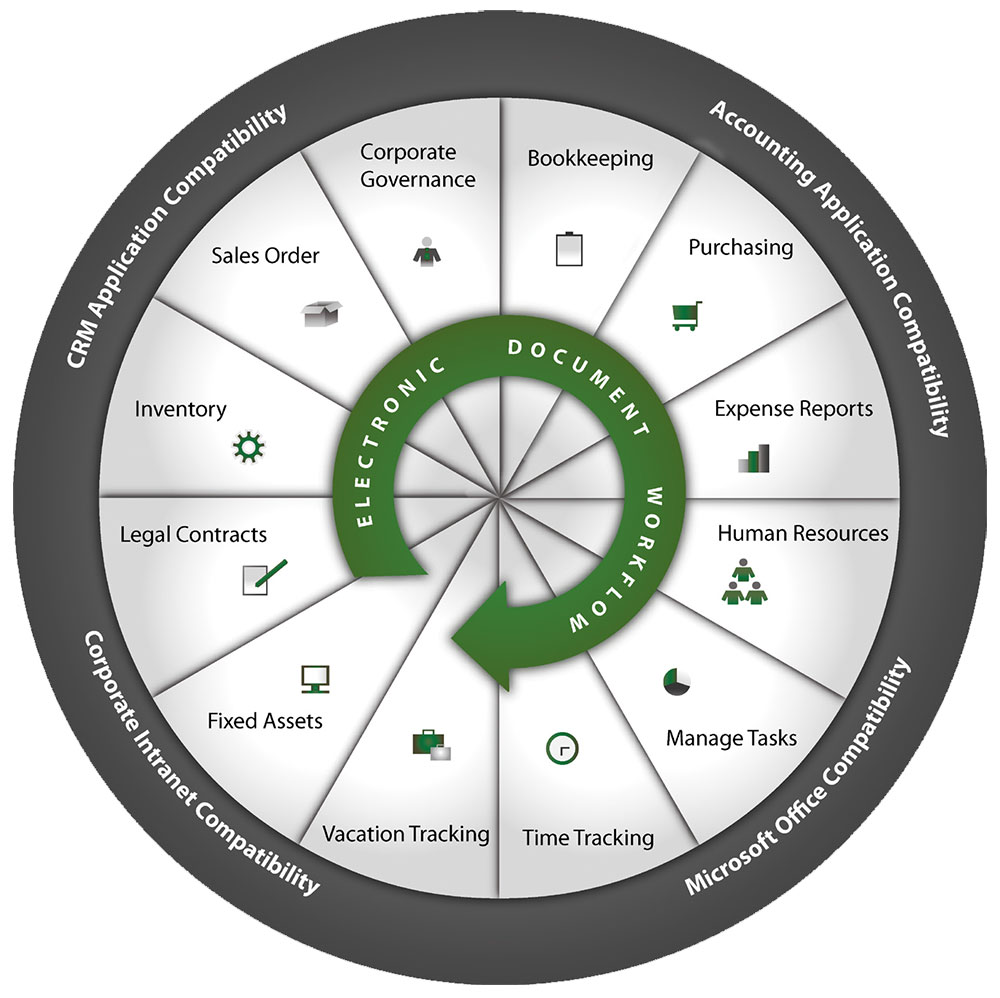 CRM Application Compatibility
Accounting Application Compatibility
Corporate
Governance
Bookkeeping
Sales Order
Purchasing
Inventory
Expense Reports
ELECTRONIC DOCUMENT WORKFLOW
Legal Contracts
Human Resources
Fixed Assets
Manage Tasks
Vacation Tracking
Time Tracking
Corporate Intranet Compatibility
Microsoft Office Compatibility